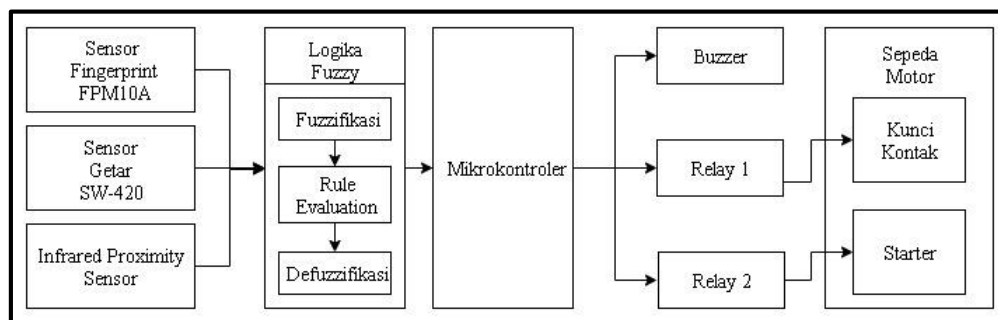 Sensor
Fingerprint
FPM10A
Sensor
Getar
SW-420
Infrared Proximity
Sensor
Logika
Fuzzy
Fuzzifikasi
Rule
Evaluation
Defuzzifikasi
Mikrokontroler
Buzzer
Relay 1
Relay 2
Sepeda
Motor
Kunci
Kontak
Starter